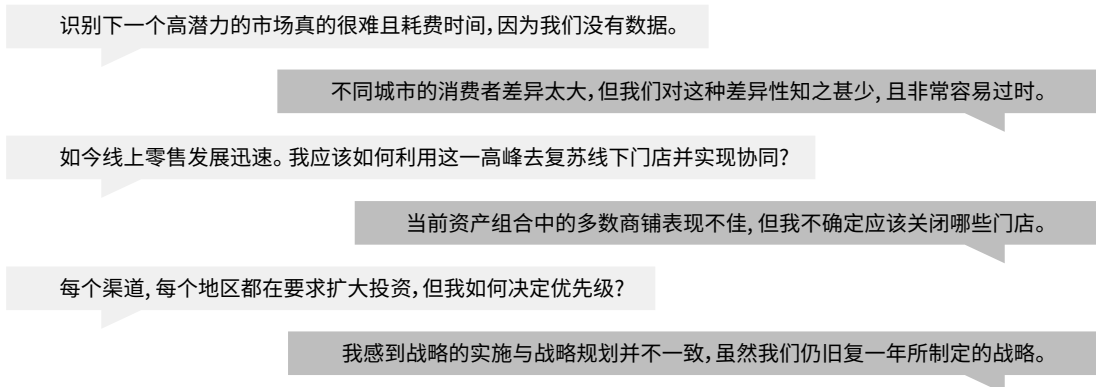 识别下一个高潜力的市场真的很难且耗费时间，因为我们没有数据。
不同城市的消费者差异太大，但我们对这种差异性知之甚少, 且非常容易过时。
如今线上零售发展迅速。我应该如何利用这一高峰去复苏线下门店并实现协同?
当前资产组合中的多数商铺表现不佳, 但我不确定应该关闭哪些门店。
每个渠道, 每个地区都在要求扩大投资，但我如何决定优先级?
我感到战略的实施与战略规划并不一致，虽然我们仍旧复一年所制定的战略。